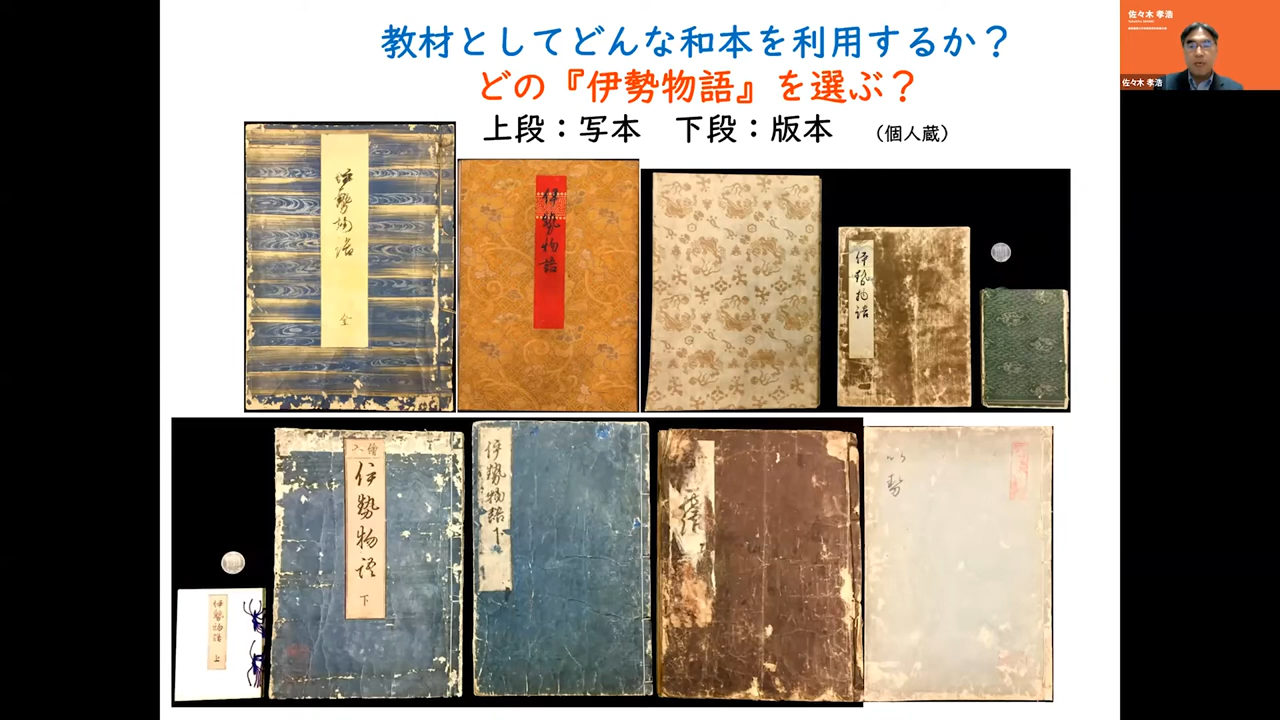 教材としてどんな和本を利用するか？
どの『伊勢物語』を選ぶ？
上段：写本　下段：版本　（個人蔵）
佐々木 孝浩
佐々木 孝浩
伊勢物語
全
伊勢物語
伊勢物語
伊勢物語
上
入繪
伊勢物語
下
伊勢物語下